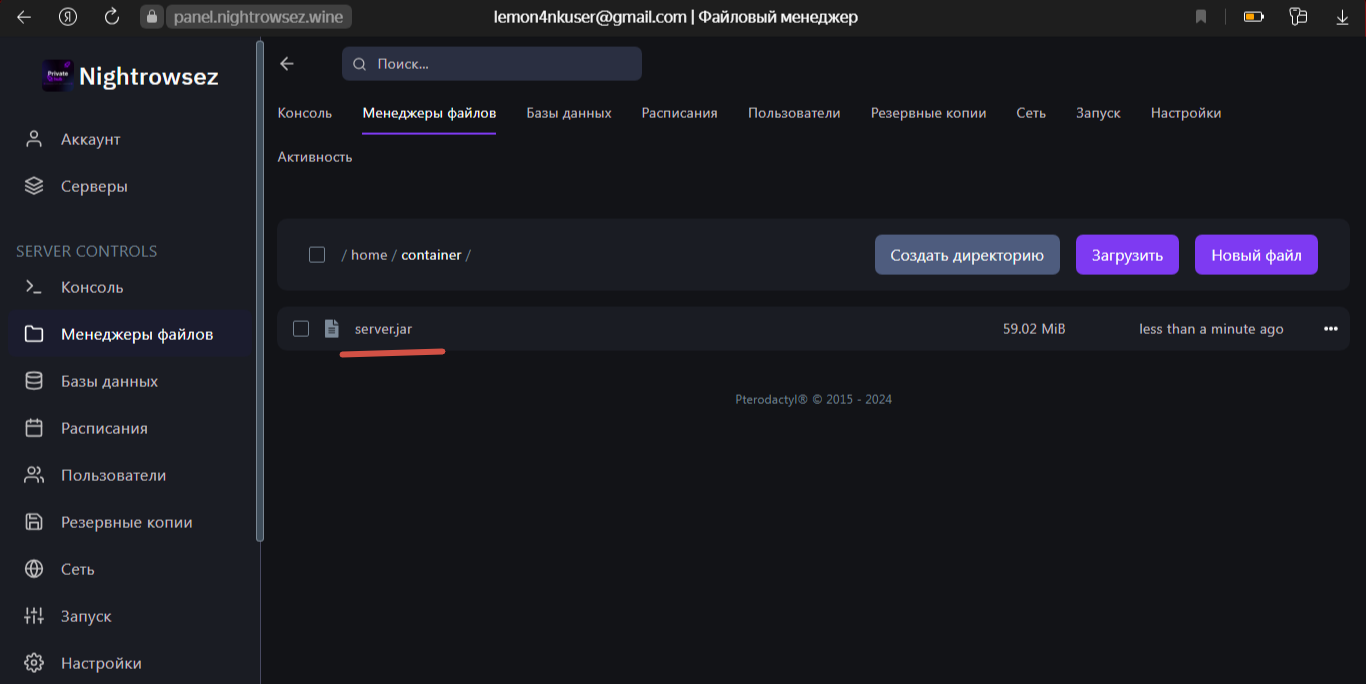 panel.nightrowsez.wine lemon4nkuser@gmail.com | Файловый менеджер
Private
Nightrowsez
Аккаунт
Серверы
SERVER CONTROLS
Консоль
Менеджеры файлов
Базы данных
Расписания
Пользователи
Резервные копии
Сеть
Запуск
Настройки
Поиск...
Консоль Менеджеры файлов Базы данных Расписания Пользователи Резервные копии Сеть Запуск Настройки
Активность
/ home / container / Создать директорию Загрузить Новый файл
server.jar 59.02 MiB less than a minute ago
Pterodactyl® © 2015 - 2024